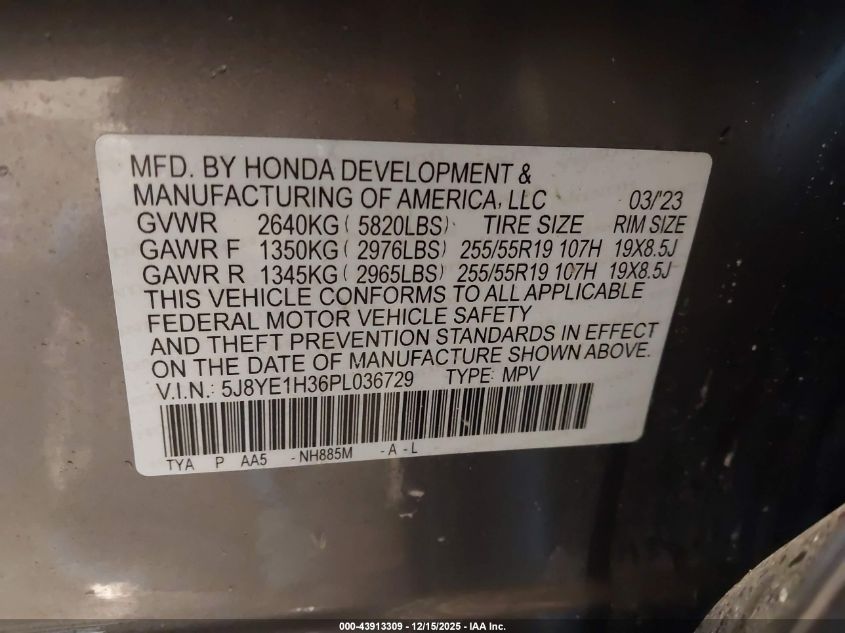 MFD. BY HONDA DEVELOPMENT &
MANUFACTURING OF AMERICA, LLC 03/'23
GVWR 2640KG ( 5820LBS) TIRE SIZE RIM SIZE
GAWR F 1350KG ( 2976LBS) 255/55R19 107H 19X8.5J
GAWR R 1345KG ( 2965LBS) 255/55R19 107H 19X8.5J
THIS VEHICLE CONFORMS TO ALL APPLICABLE
FEDERAL MOTOR VEHICLE SAFETY
AND THEFT PREVENTION STANDARDS IN EFFECT
ON THE DATE OF MANUFACTURE SHOWN ABOVE.
V.I.N.: 5J8YE1H36PL036729 TYPE: MPV
TYA P AA5 -NH885M -A-L
000-43913309 - 12/15/2025 - IAA Inc.